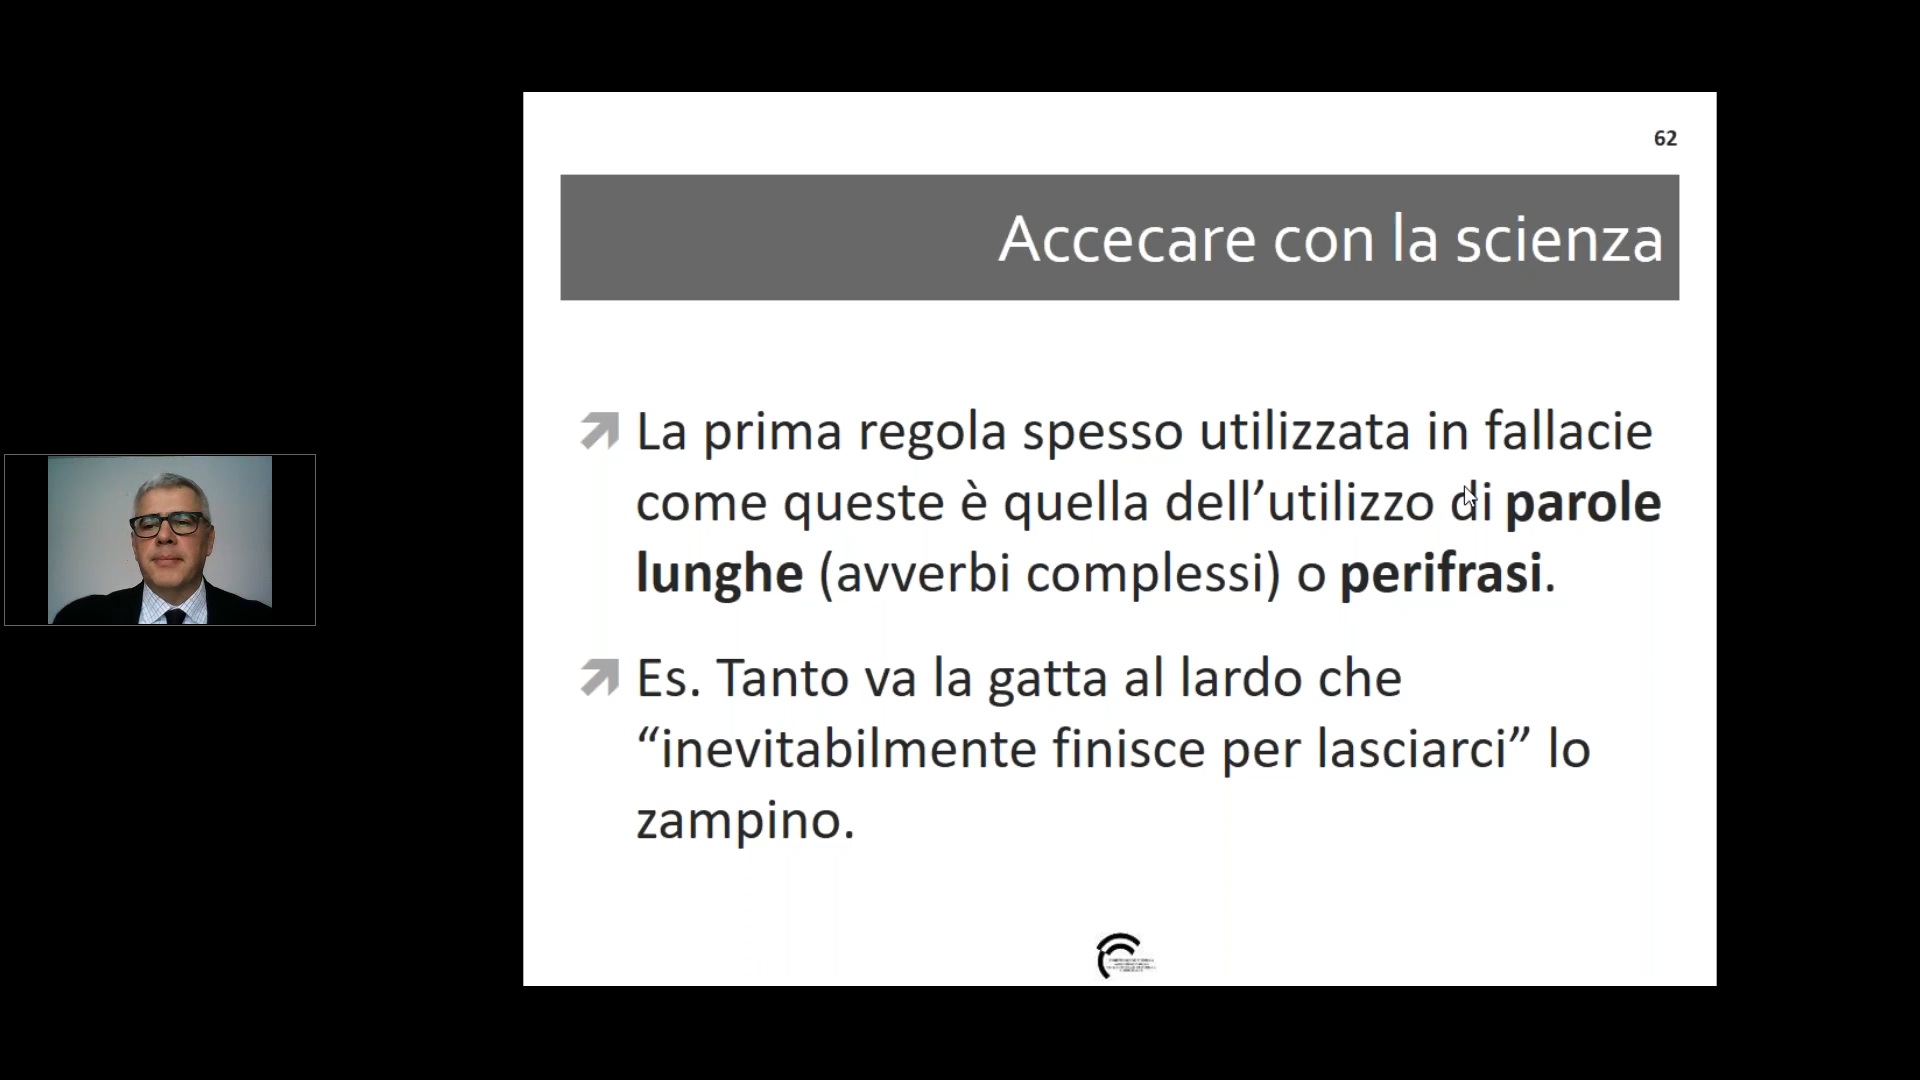 62
Accecare con la scienza
La prima regola spesso utilizzata in fallacie
come queste è quella dell’utilizzo di parole
lunghe (avverbi complessi) o perifrasi.
Es. Tanto va la gatta al lardo che
“inevitabilmente finisce per lasciarci” lo
zampino.